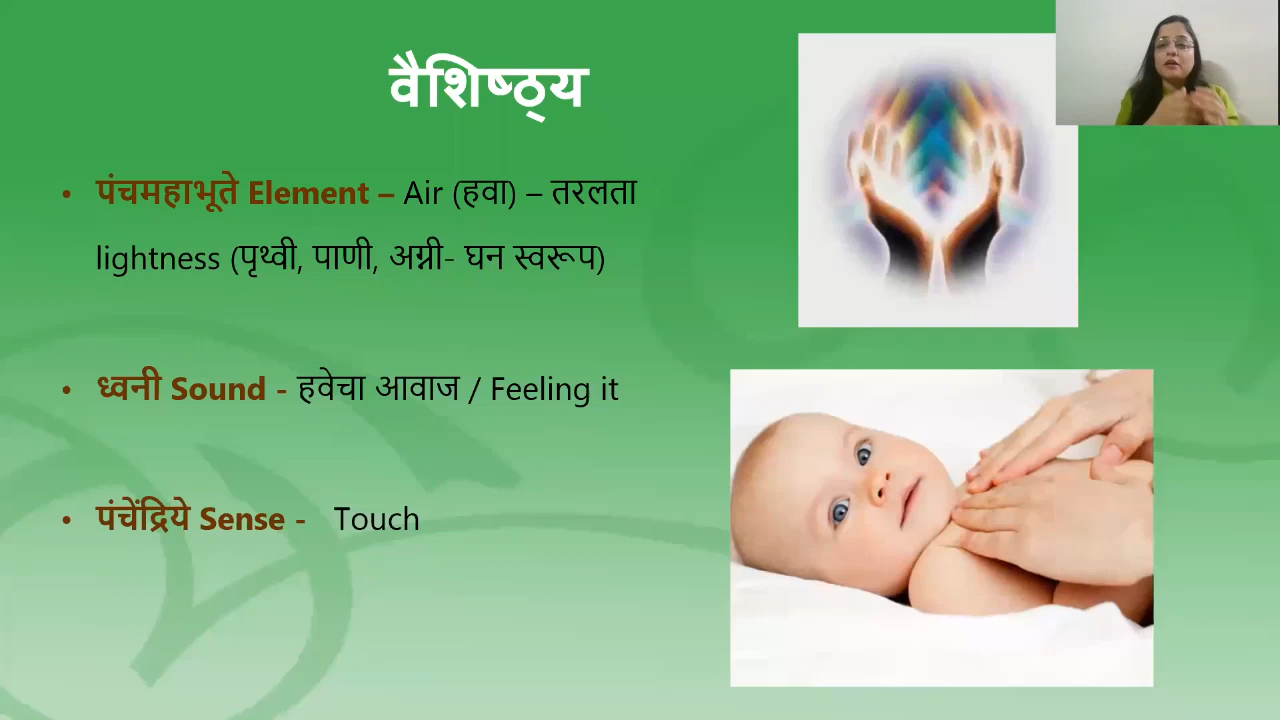 वैशिष्ठ्य
• पंचमहाभूते Element – Air (हवा) – तरलता
lightness (पृथ्वी, पाणी, अग्नी- घन स्वरूप)
• ध्वनी Sound - हवेचा आवाज / Feeling it
• पंचेंद्रिये Sense - Touch